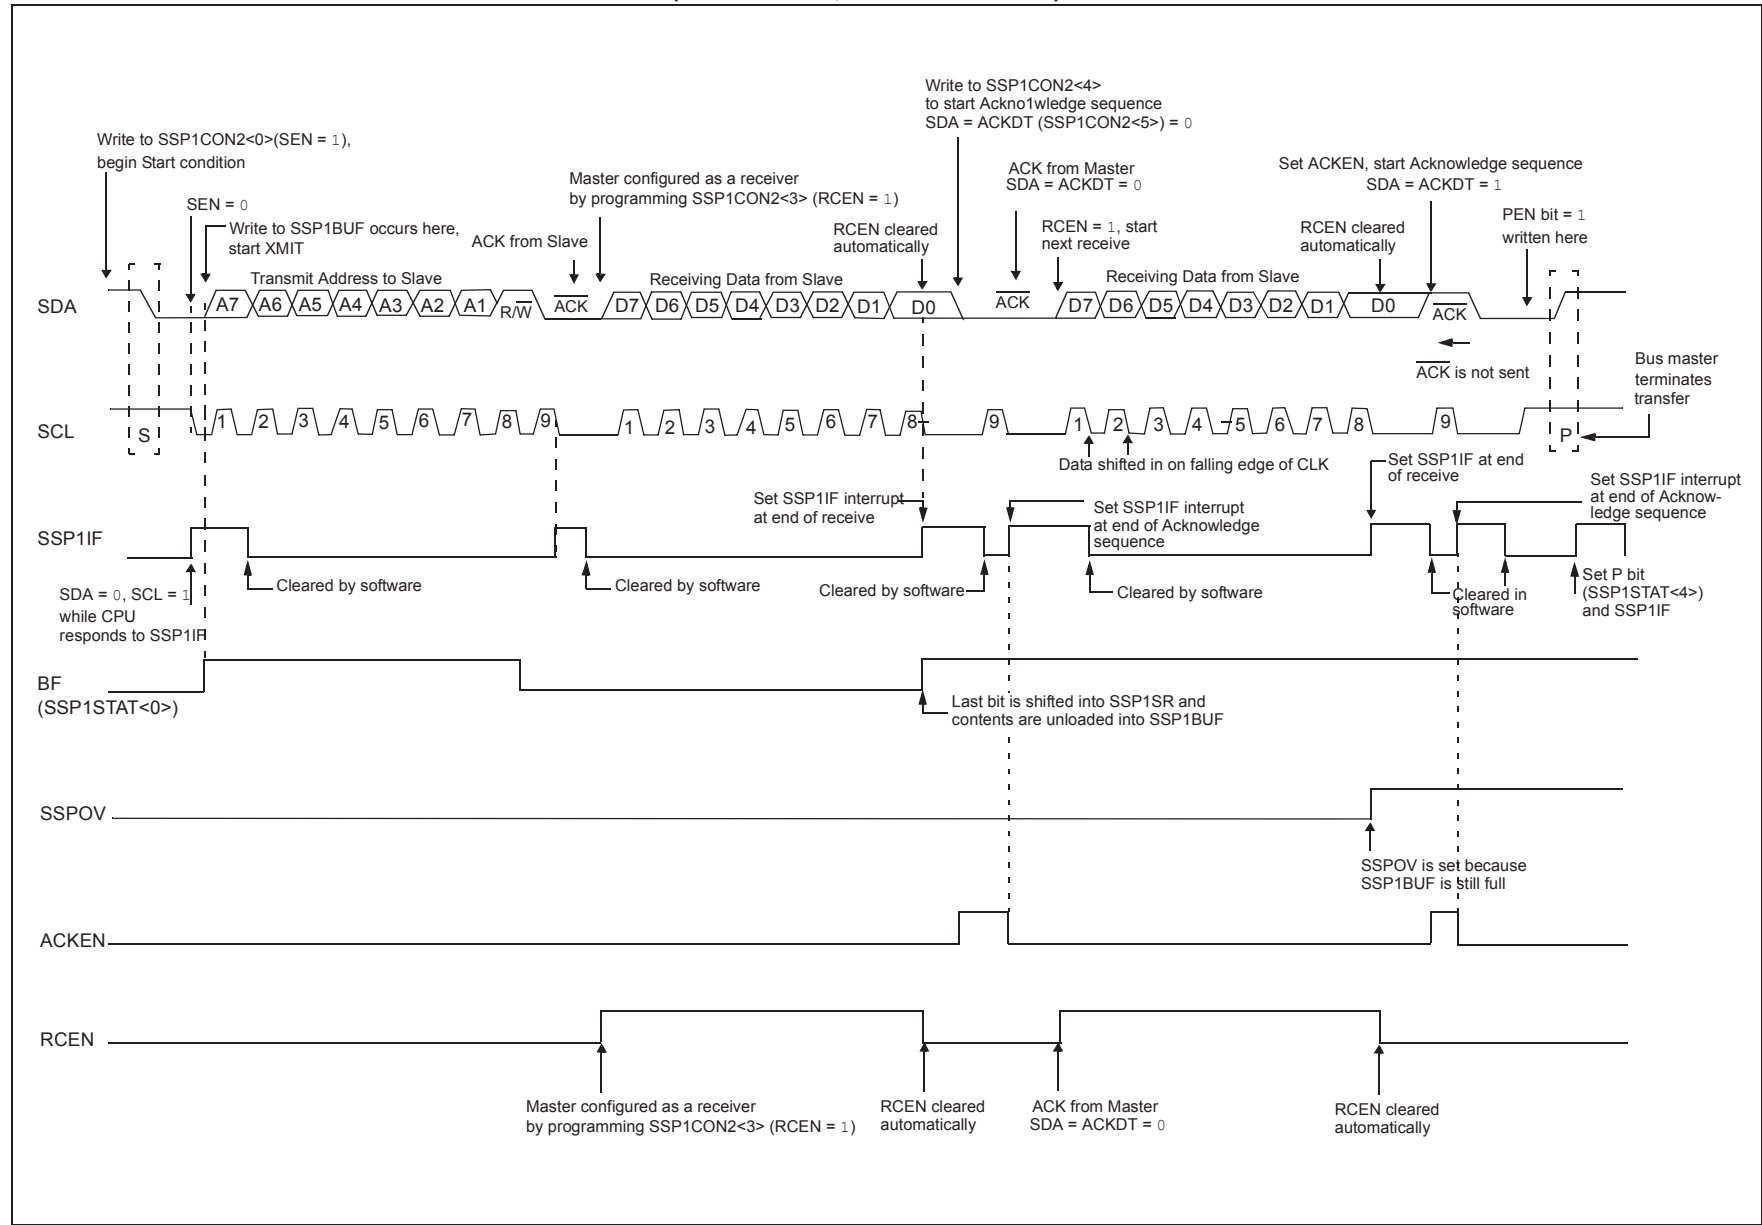 Write to SSP1CON2<4>
to start Ackno1wledge sequence
SDA = ACKDT (SSP1CON2<5>) = 0
Write to SSP1CON2<0>(SEN = 1),
begin Start condition
ACK from Master
SDA = ACKDT = 0
Set ACKEN, start Acknowledge sequence
SDA = ACKDT = 1
Master configured as a receiver
by programming SSP1CON2<3> (RCEN = 1)
SEN = 0
Write to SSP1BUF occurs here,
start XMIT
ACK from Slave
RCEN cleared
automatically
RCEN = 1, start
next receive
RCEN cleared
automatically
PEN bit = 1
written here
Transmit Address to Slave
Receiving Data from Slave
Receiving Data from Slave
SDA
A7 A6 A5 A4 A3 A2 A1 R/W ACK D7 D6 D5 D4 D3 D2 D1 D0 ACK D7 D6 D5 D4 D3 D2 D1 D0 ACK
ACK is not sent
Bus master
terminates
transfer
SCL
S 1 2 3 4 5 6 7 8 9 1 2 3 4 5 6 7 8 9 1 2 3 4 5 6 7 8 9 P
Data shifted in on falling edge of CLK
Set SSP1IF interrupt
at end of receive
Set SSP1IF interrupt
at end of Acknowledge
sequence
Set SSP1IF at end
of receive
Set SSP1IF interrupt
at end of Acknow-
ledge sequence
SSP1IF
SDA = 0, SCL = 1
while CPU
responds to SSP1IF
Cleared by software
Cleared by software
Cleared by software
Cleared by software
Cleared in
software
Set P bit
(SSP1STAT<4>)
and SSP1IF
BF
(SSP1STAT<0>)
Last bit is shifted into SSP1SR and
contents are unloaded into SSP1BUF
SSPOV
SSPOV is set because
SSP1BUF is still full
ACKEN
RCEN
Master configured as a receiver
by programming SSP1CON2<3> (RCEN = 1)
RCEN cleared
automatically
ACK from Master
SDA = ACKDT = 0
RCEN cleared
automatically